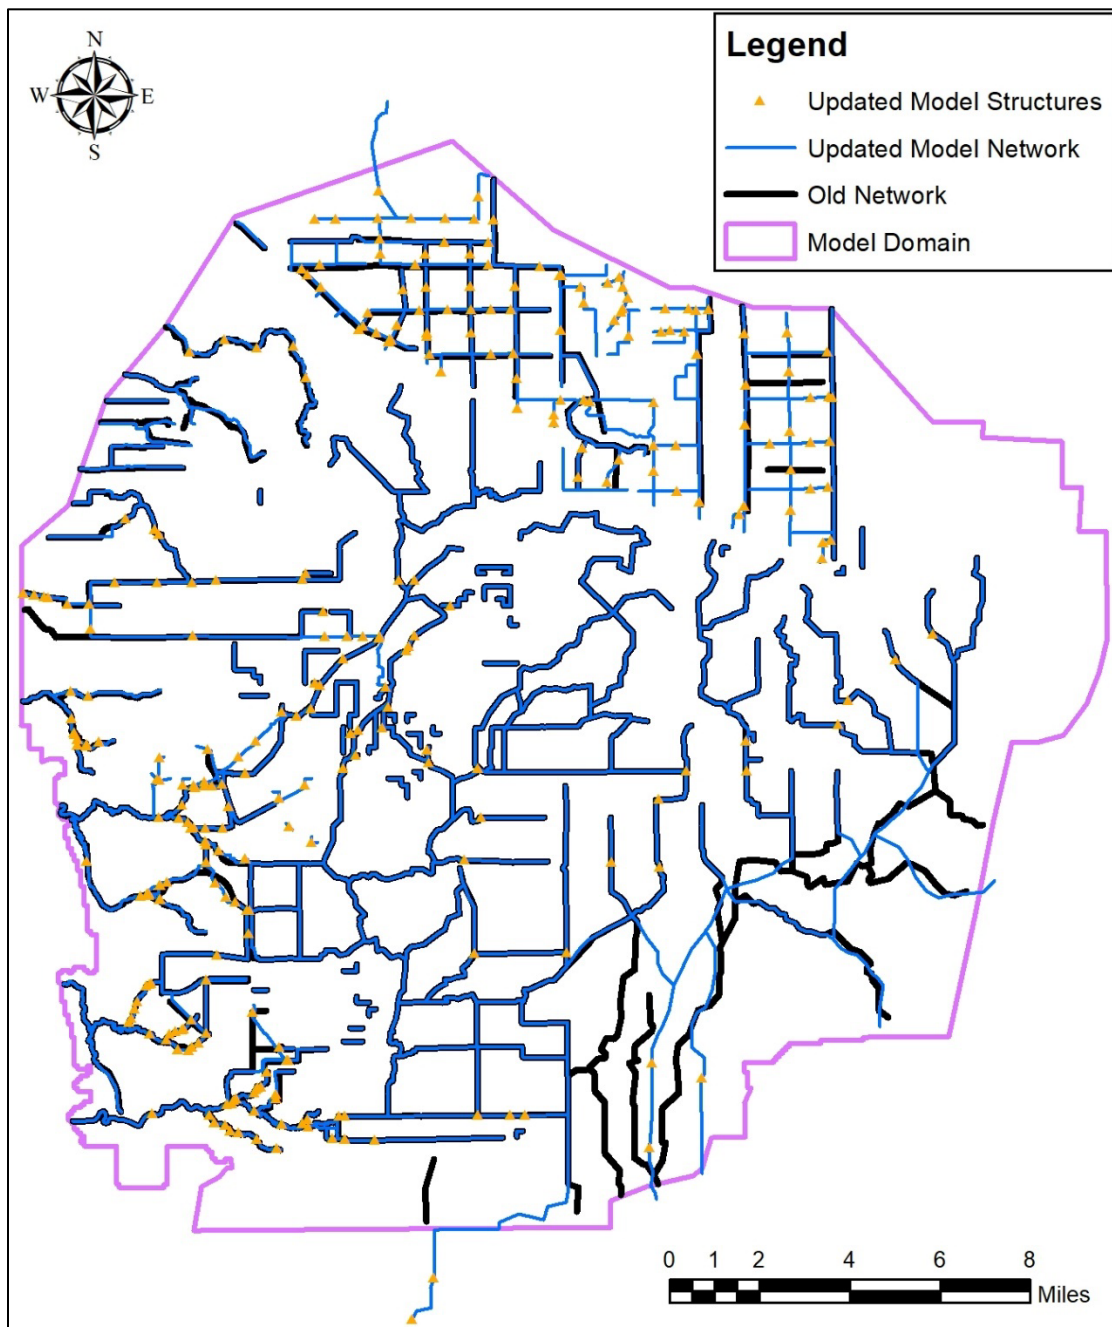 N
W E
S
Legend
Updated Model Structures
Updated Model Network
Old Network
Model Domain
0 1 2 4 6 8
Miles